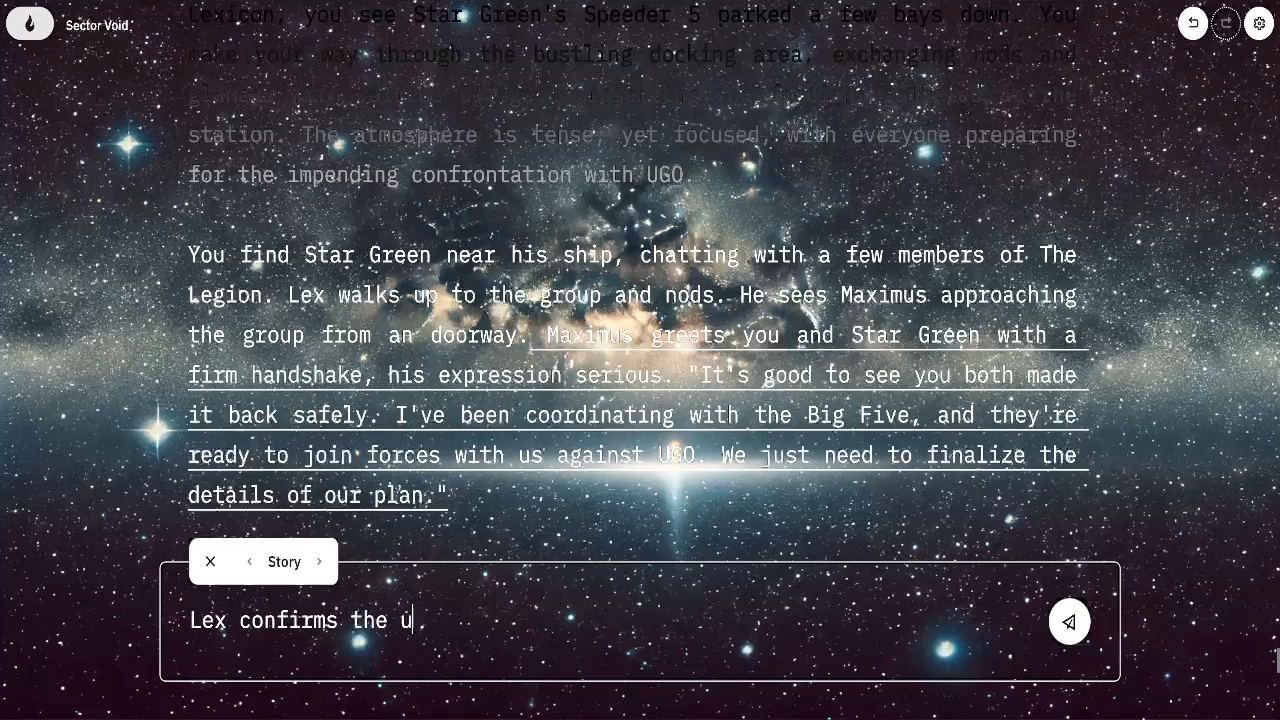 Sector Void
Lexicon, you see Star Green's Speeder 5 parked a few bays down. You
make your way through the bustling docking area, exchanging nods and
station. The atmosphere is tense, yet focused, with everyone preparing
for the impending confrontation with UGO.
You find Star Green near his ship, chatting with a few members of The
Legion. Lex walks up to the group and nods. He sees Maximus approaching
the group from an doorway. Maximus greets you and Star Green with a
firm handshake, his expression serious. "It's good to see you both made
it back safely. I've been coordinating with the Big Five, and they're
ready to join forces with us against UGO. We just need to finalize the
details of our plan."
Story
Lex confirms the u